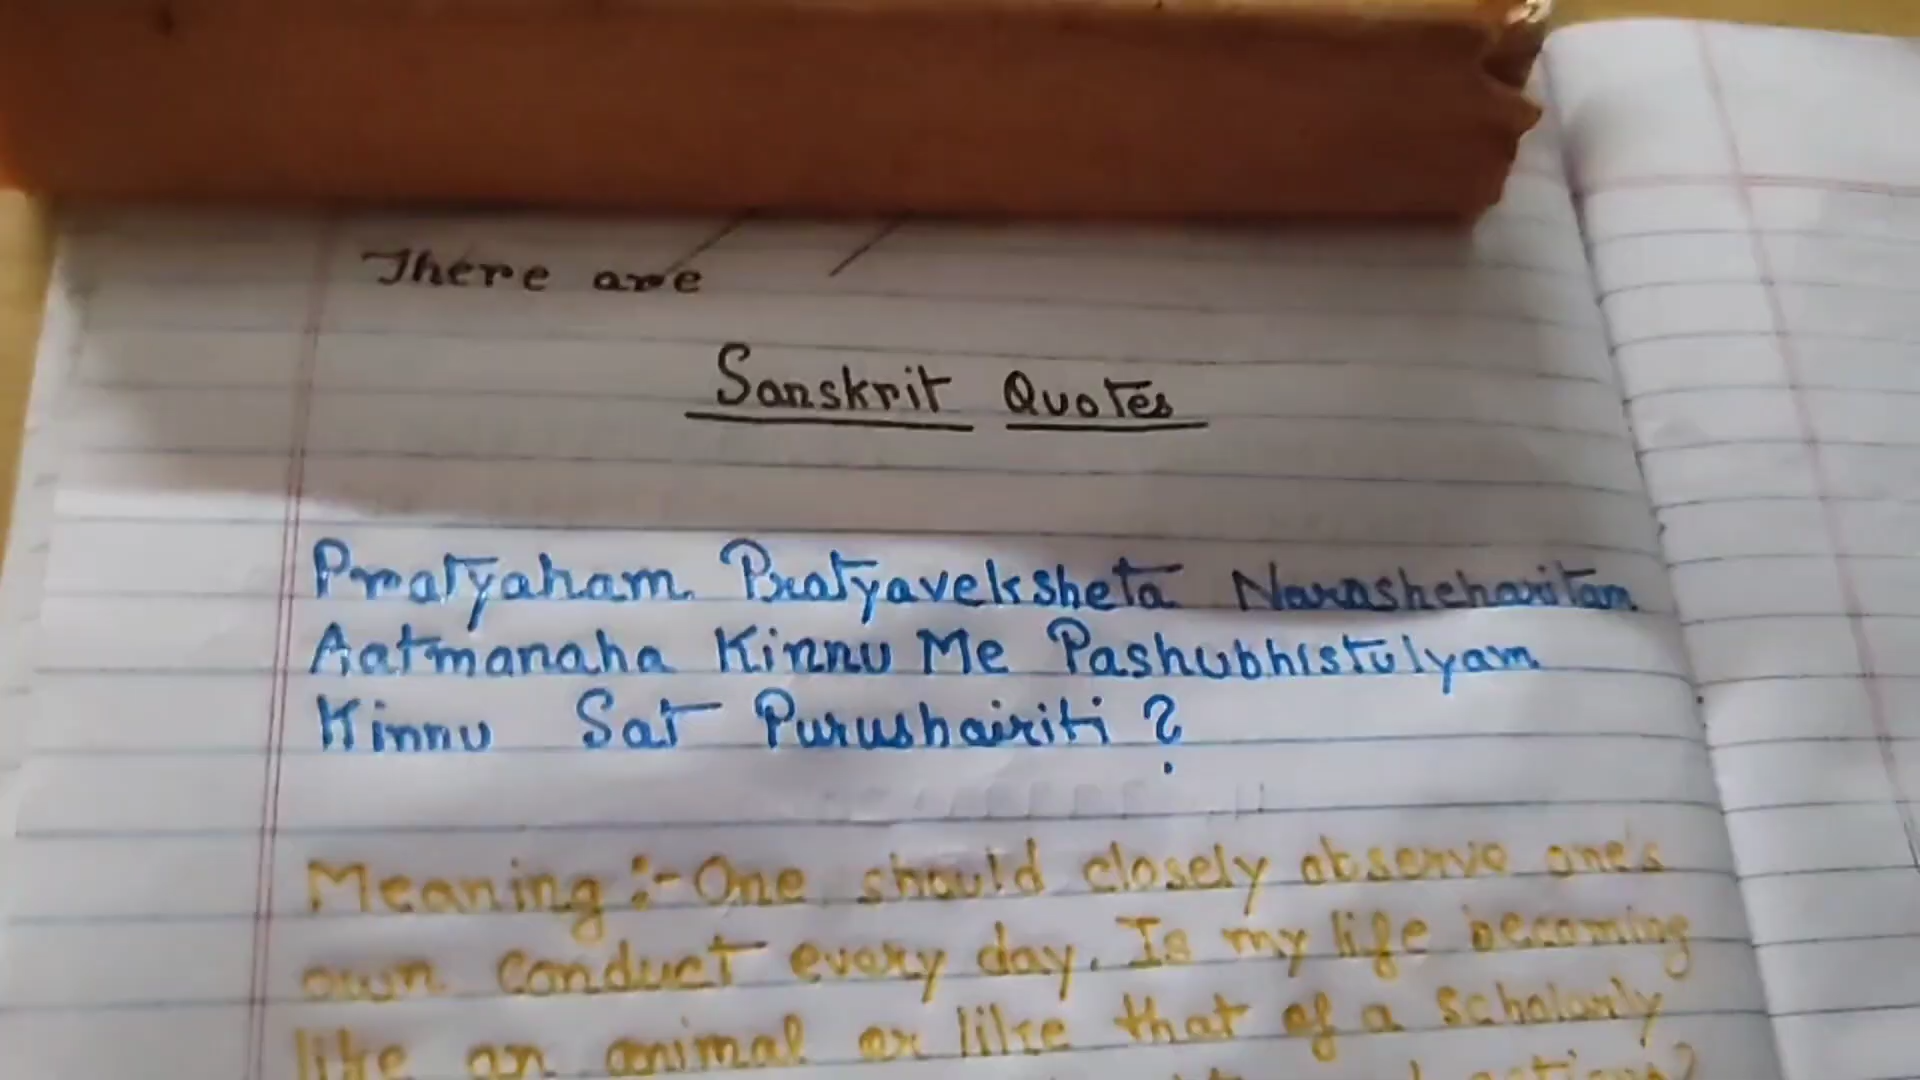 There are
Sanskrit Quotes
Pratyaham Pratyaveksheta Narasheharitam
Aatmanaha Kinnu Me Pashubhistulyam
Kinnu Sat Purushairiti ?
Meaning :- One should closely observe one's
own conduct every day. Is my life becoming
like an animal or like that of a scholarly